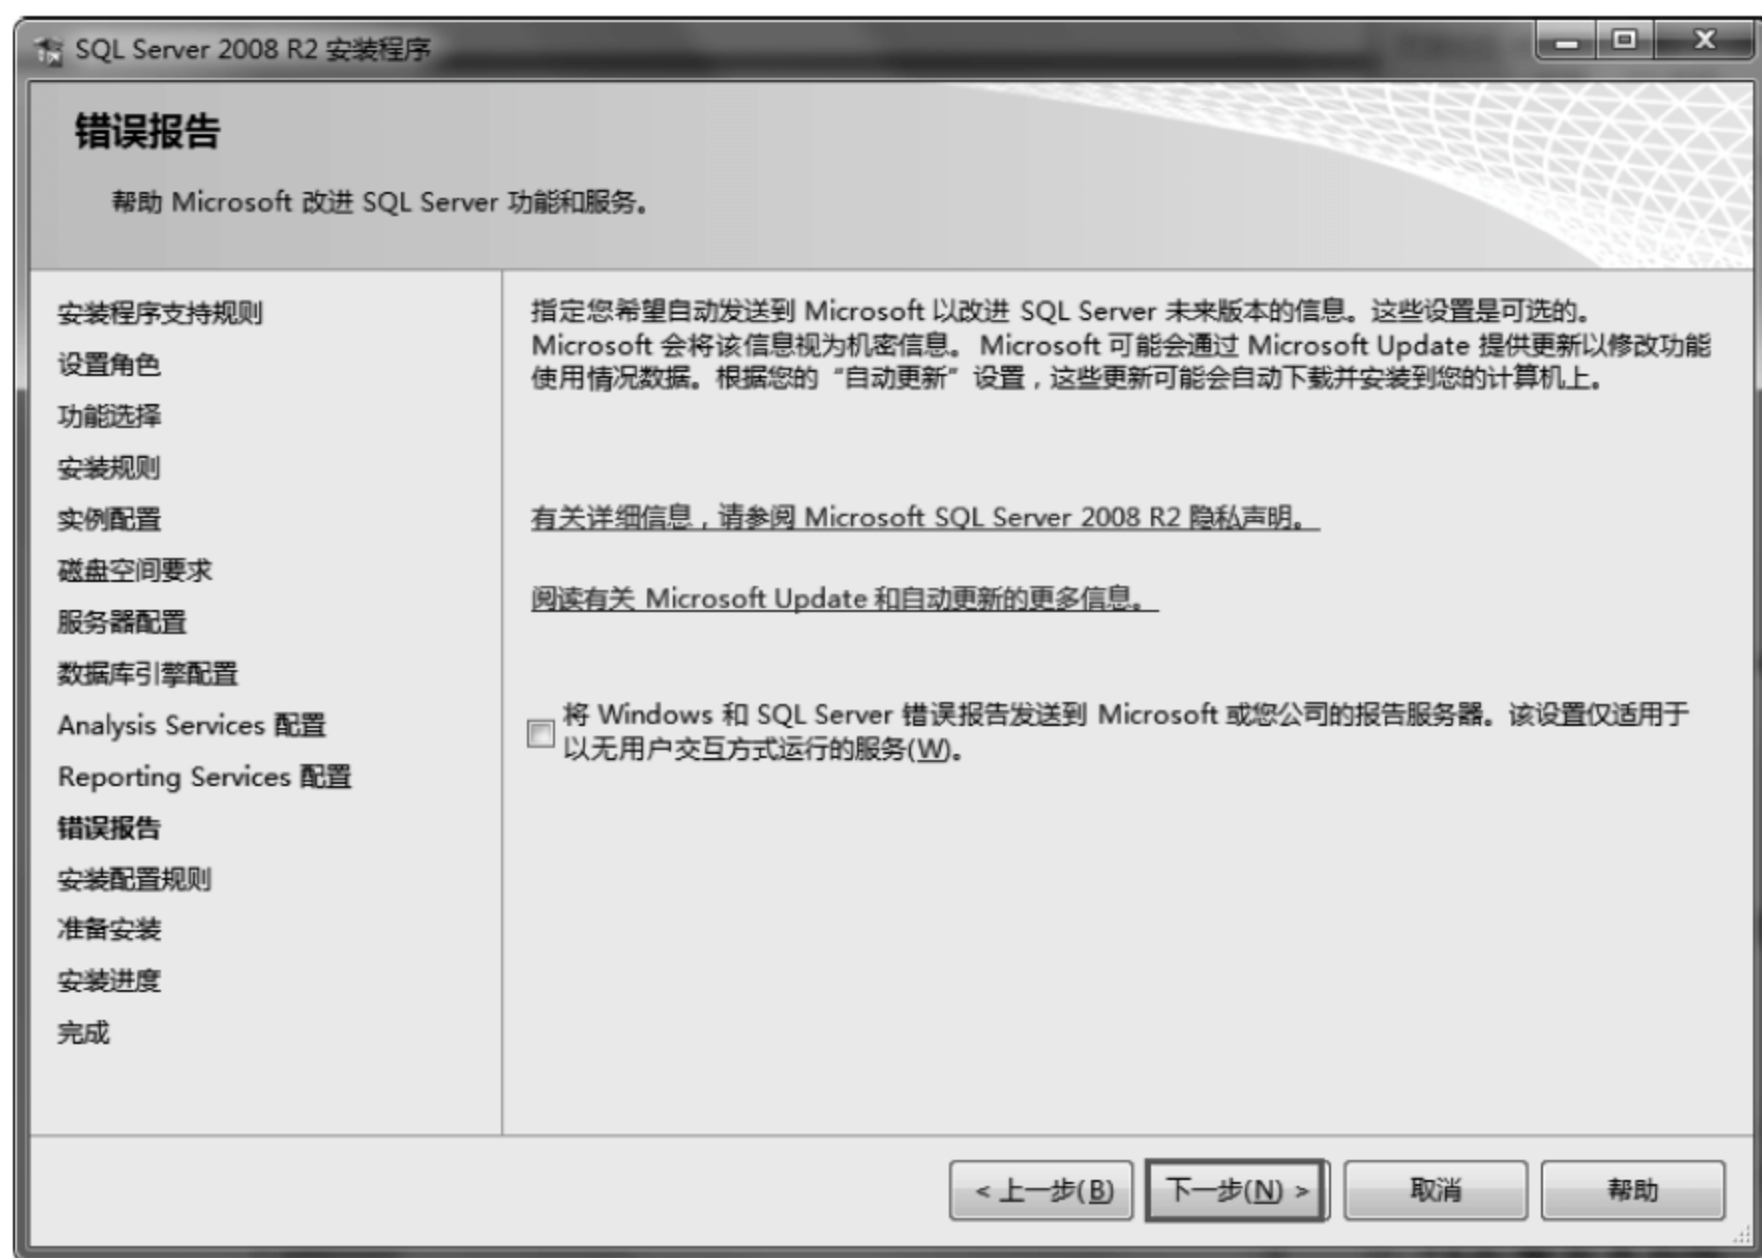 SQL Server 2008 R2 安装程序
错误报告
帮助 Microsoft 改进 SQL Server 功能和服务。
安装程序支持规则
设置角色
功能选择
安装规则
实例配置
磁盘空间要求
服务器配置
数据库引擎配置
Analysis Services 配置
Reporting Services 配置
错误报告
安装配置规则
准备安装
安装进度
完成
指定您希望自动发送到 Microsoft 以改进 SQL Server 未来版本的信息。这些设置是可选的。
Microsoft 会将该信息视为机密信息。 Microsoft 可能会通过 Microsoft Update 提供更新以修改功能
使用情况数据。根据您的“自动更新”设置，这些更新可能会自动下载并安装到您的计算机上。
有关详细信息，请参阅 Microsoft SQL Server 2008 R2 隐私声明。
阅读有关 Microsoft Update 和自动更新的更多信息。
将 Windows 和 SQL Server 错误报告发送到 Microsoft 或您公司的报告服务器。该设置仅适用于
以无用户交互方式运行的服务(W)。
< 上一步(B)
下一步(N) >
取消
帮助